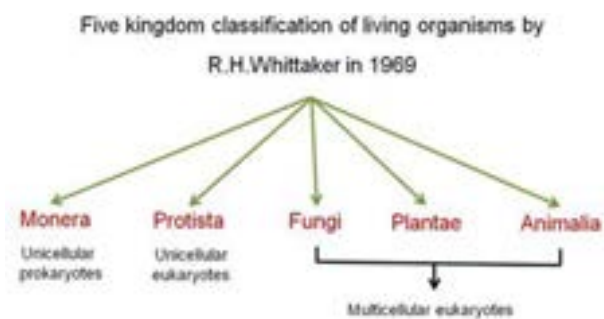 Five kingdom classification of living organisms by
R.H.Whittaker in 1969
Monera Protista Fungi Plantae Animalia
Unicellular prokaryotes
Unicellular eukaryotes
Multicellular eukaryotes